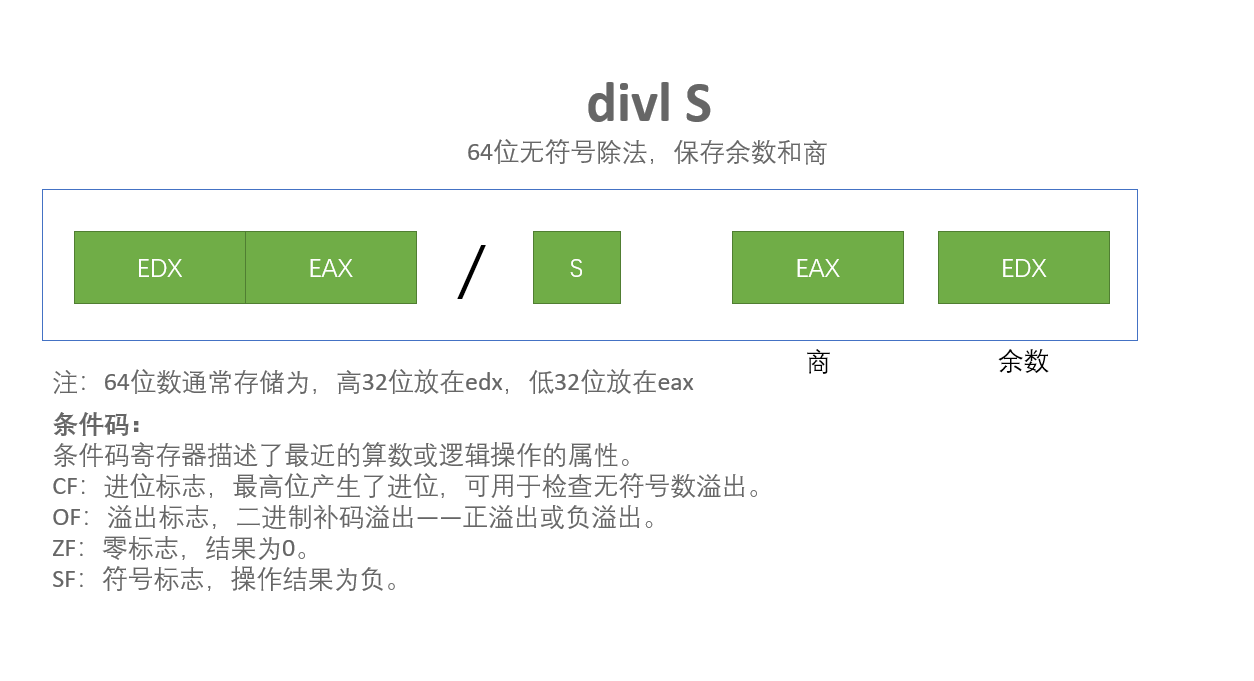 divl S
64位无符号除法，保存余数和商
EDX EAX / S EAX EDX
商 余数
注：64位数通常存储为，高32位放在edx，低32位放在eax
条件码：
条件码寄存器描述了最近的算数或逻辑操作的属性。
CF：进位标志，最高位产生了进位，可用于检查无符号数溢出。
OF：溢出标志，二进制补码溢出——正溢出或负溢出。
ZF：零标志，结果为0。
SF：符号标志，操作结果为负。